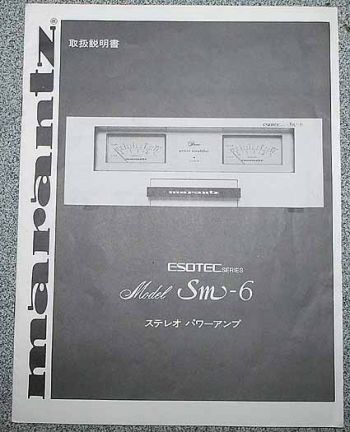 取扱説明書
marantz®
marantz
ESOTEC SERIES
Model Sm-6
ステレオ パワーアンプ